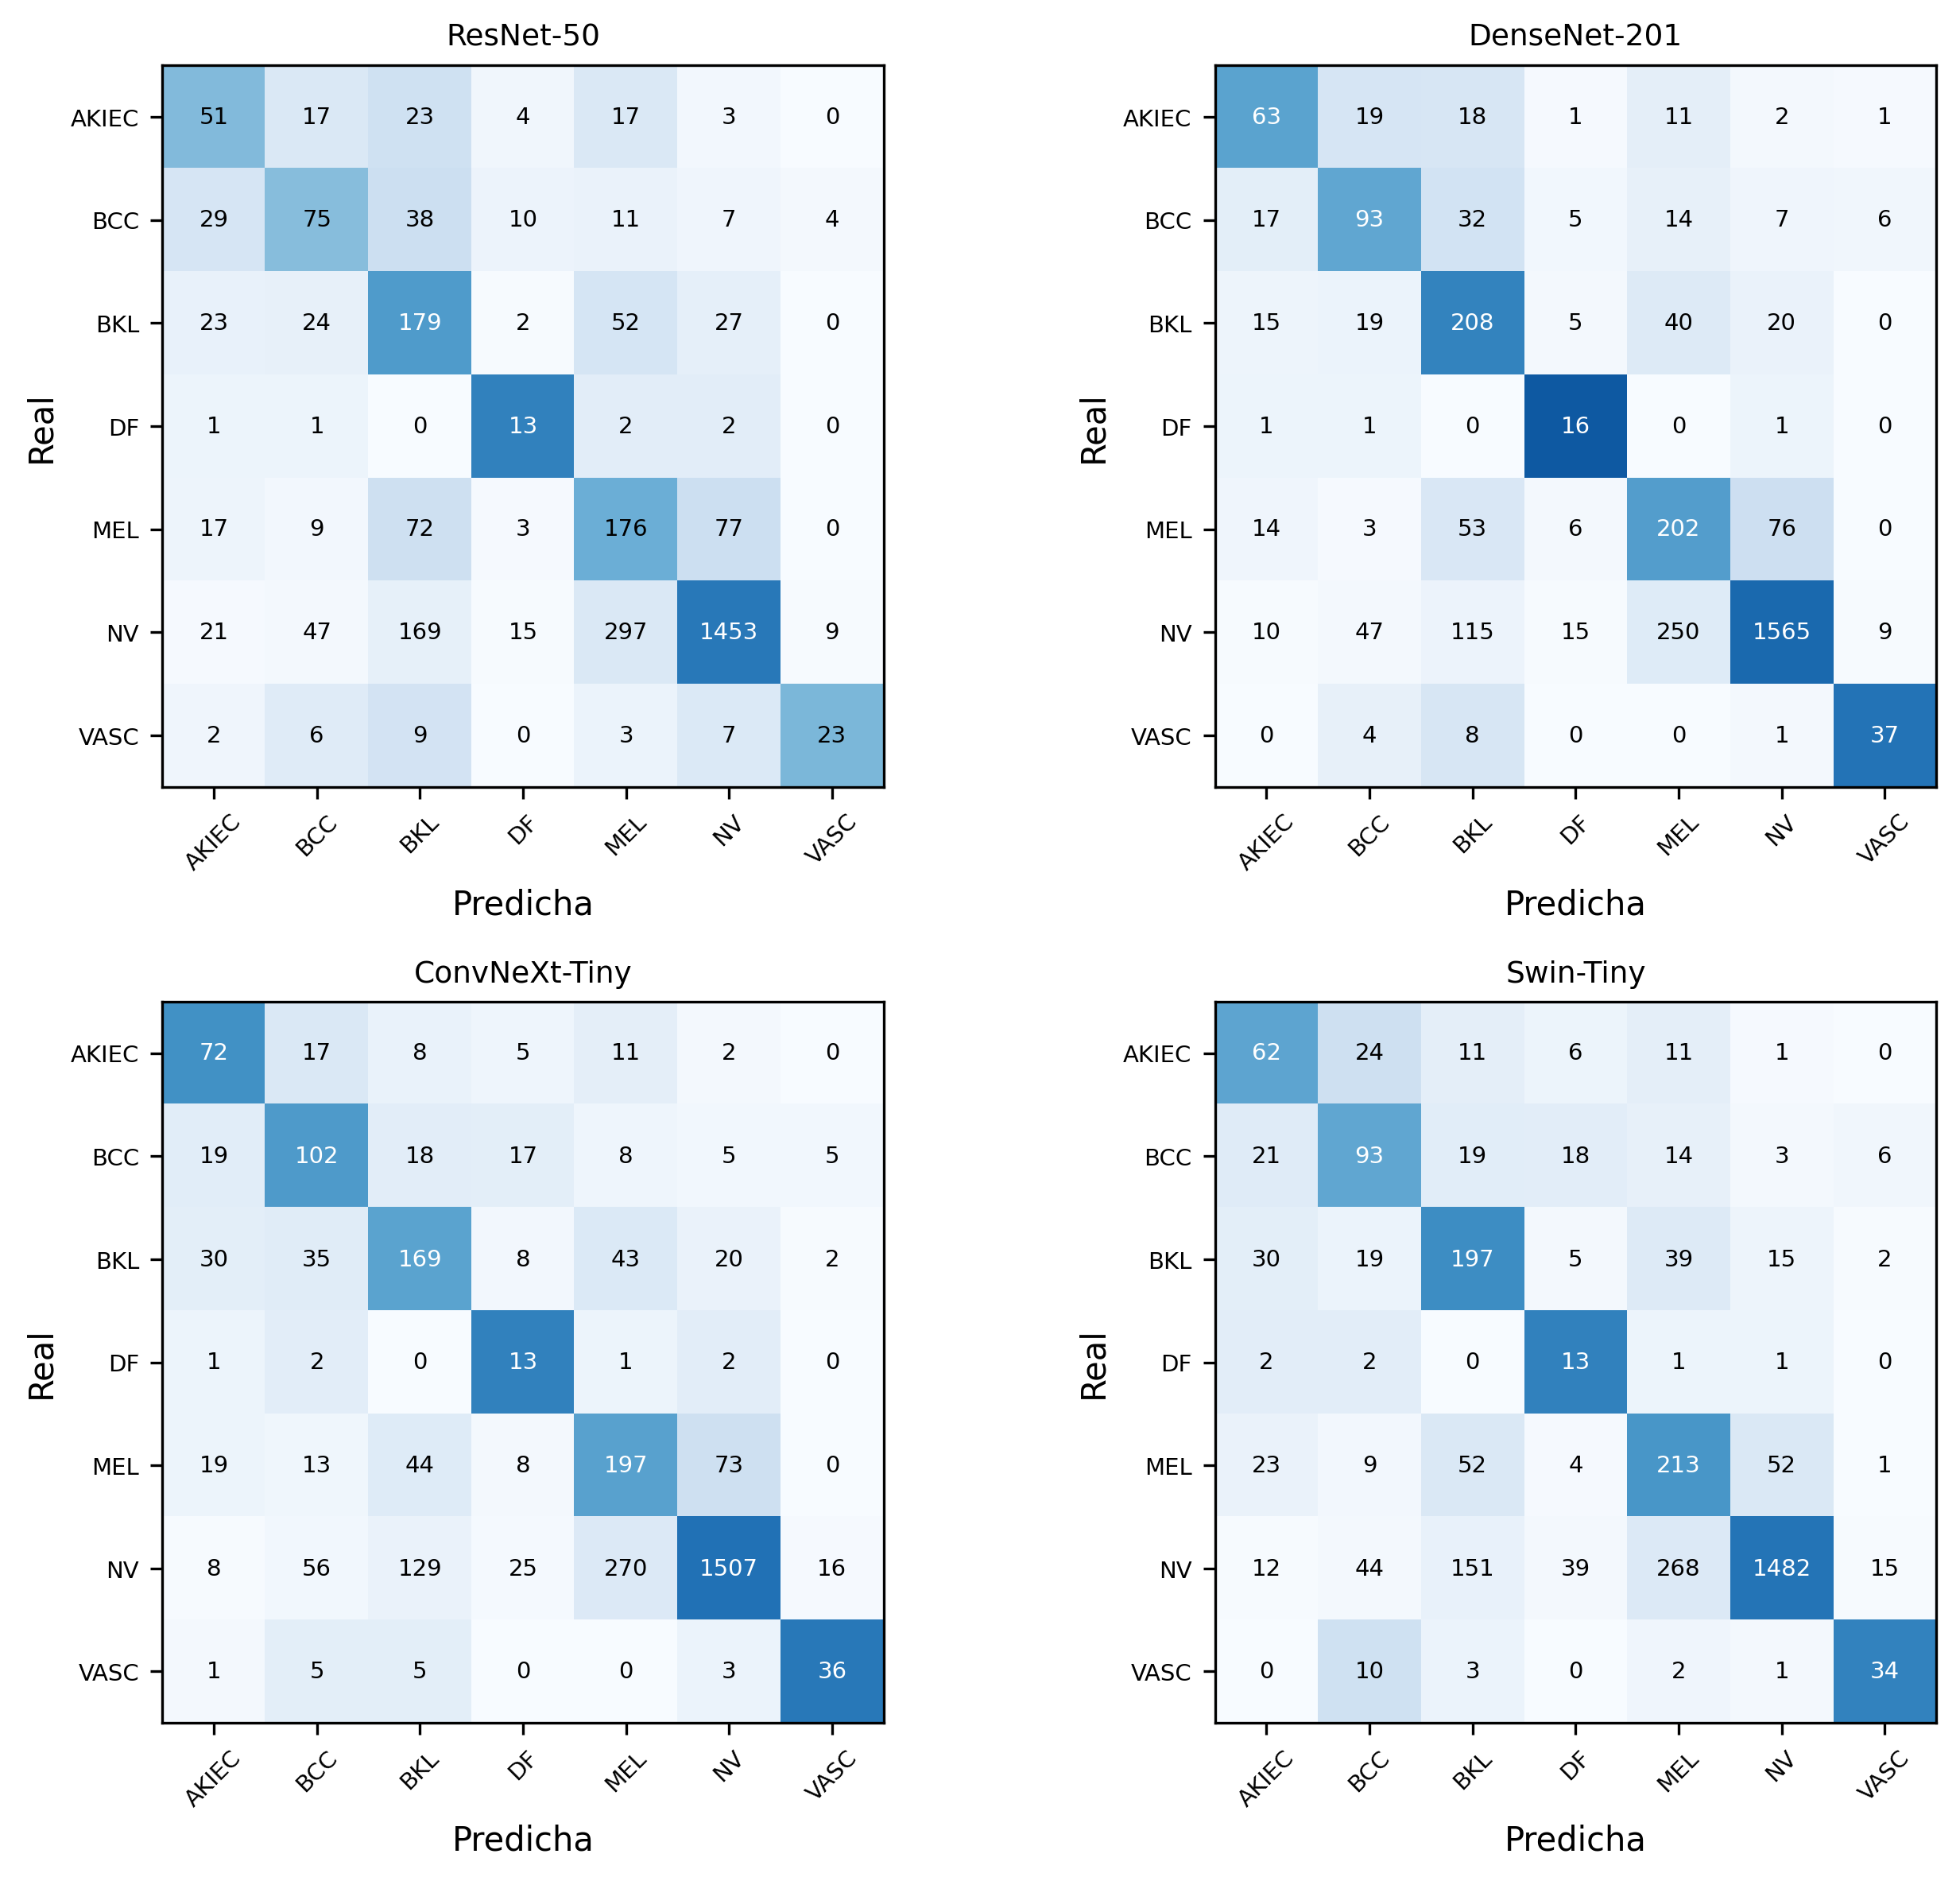 ResNet-50
AKIEC 51 17 23 4 17 3 0
BCC 29 75 38 10 11 7 4
BKL 23 24 179 2 52 27 0
DF 1 1 0 13 2 2 0
MEL 17 9 72 3 176 77 0
NV 21 47 169 15 297 1453 9
VASC 2 6 9 0 3 7 23
Real
AKIEC BCC BKL DF MEL NV VASC
Predicha
DenseNet-201
AKIEC 63 19 18 1 11 2 1
BCC 17 93 32 5 14 7 6
BKL 15 19 208 5 40 20 0
DF 1 1 0 16 0 1 0
MEL 14 3 53 6 202 76 0
NV 10 47 115 15 250 1565 9
VASC 0 4 8 0 0 1 37
Real
AKIEC BCC BKL DF MEL NV VASC
Predicha
ConvNeXt-Tiny
AKIEC 72 17 8 5 11 2 0
BCC 19 102 18 17 8 5 5
BKL 30 35 169 8 43 20 2
DF 1 2 0 13 1 2 0
MEL 19 13 44 8 197 73 0
NV 8 56 129 25 270 1507 16
VASC 1 5 5 0 0 3 36
Real
AKIEC BCC BKL DF MEL NV VASC
Predicha
Swin-Tiny
AKIEC 62 24 11 6 11 1 0
BCC 21 93 19 18 14 3 6
BKL 30 19 197 5 39 15 2
DF 2 2 0 13 1 1 0
MEL 23 9 52 4 213 52 1
NV 12 44 151 39 268 1482 15
VASC 0 10 3 0 2 1 34
Real
AKIEC BCC BKL DF MEL NV VASC
Predicha